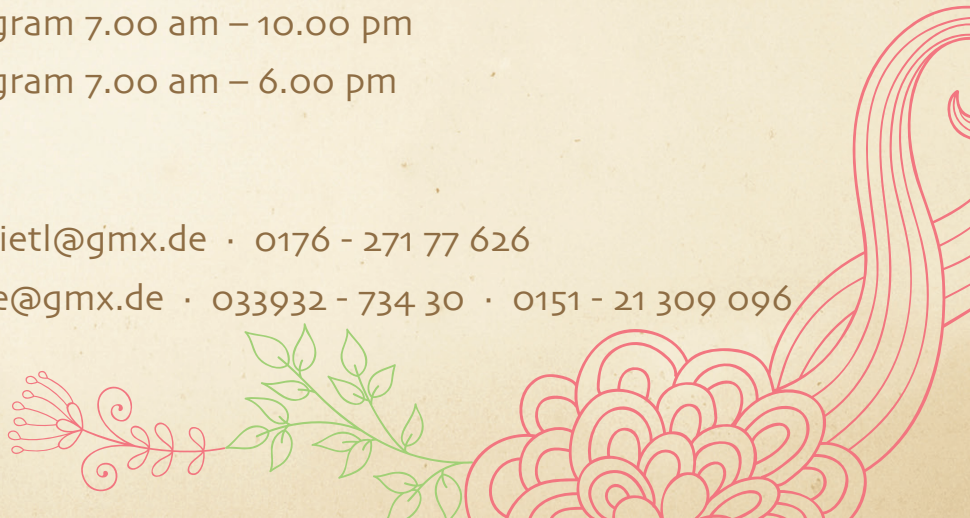 gram 7.00 am – 10.00 pm
gram 7.00 am – 6.00 pm
ietl@gmx.de · 0176 - 271 77 626
e@gmx.de · 033932 - 734 30 · 0151 - 21 309 096